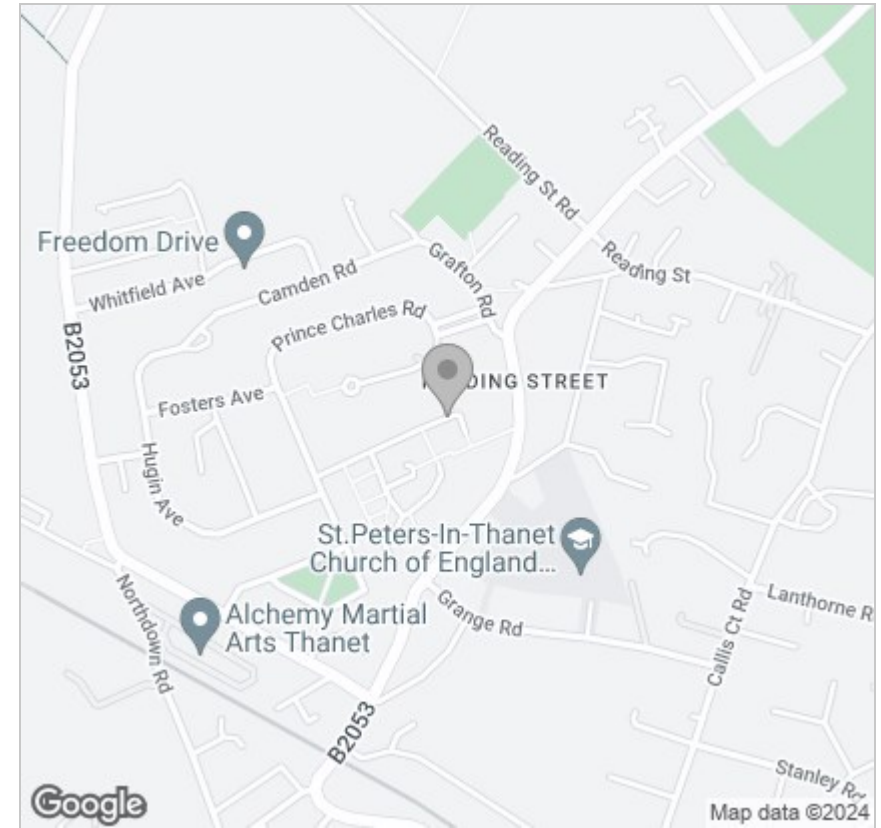 Reading St Rd
Freedom Drive
Reading St
Grafton Rd
Whitfield Ave
Camden Rd
B2053
Prince Charles Rd
DING STREET
Fosters Ave
Hugin Ave
St.Peters-In-Thanet
Church of England...
Northdown Rd
Alchemy Martial
Arts Thanet
Grange Rd
Lanthorne R
Callis Ct Rd
B2053
Stanley Rd
Google
Map data ©2024